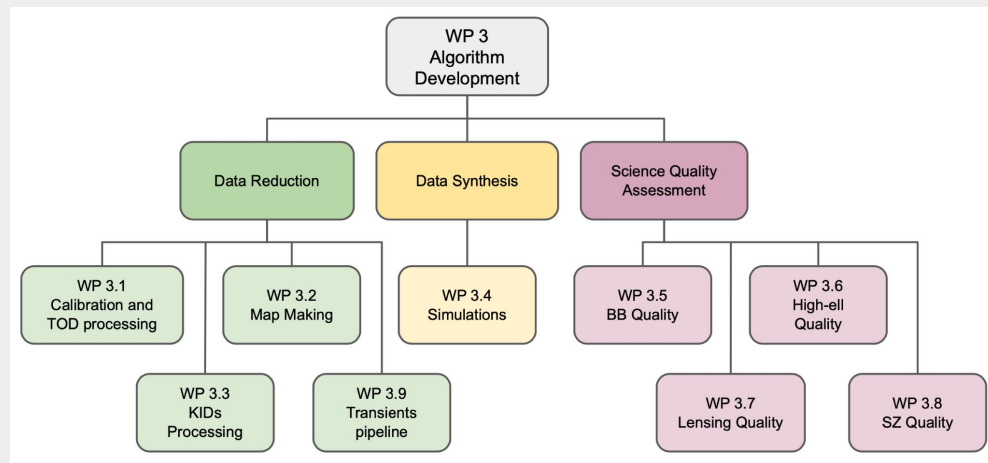 WP 3
Algorithm
Development
Data Reduction
Data Synthesis
Science Quality
Assessment
WP 3.1
Calibration and
TOD processing
WP 3.2
Map Making
WP 3.4
Simulations
WP 3.5
BB Quality
WP 3.6
High-ell
Quality
WP 3.3
KIDs
Processing
WP 3.9
Transients
pipeline
WP 3.7
Lensing Quality
WP 3.8
SZ Quality